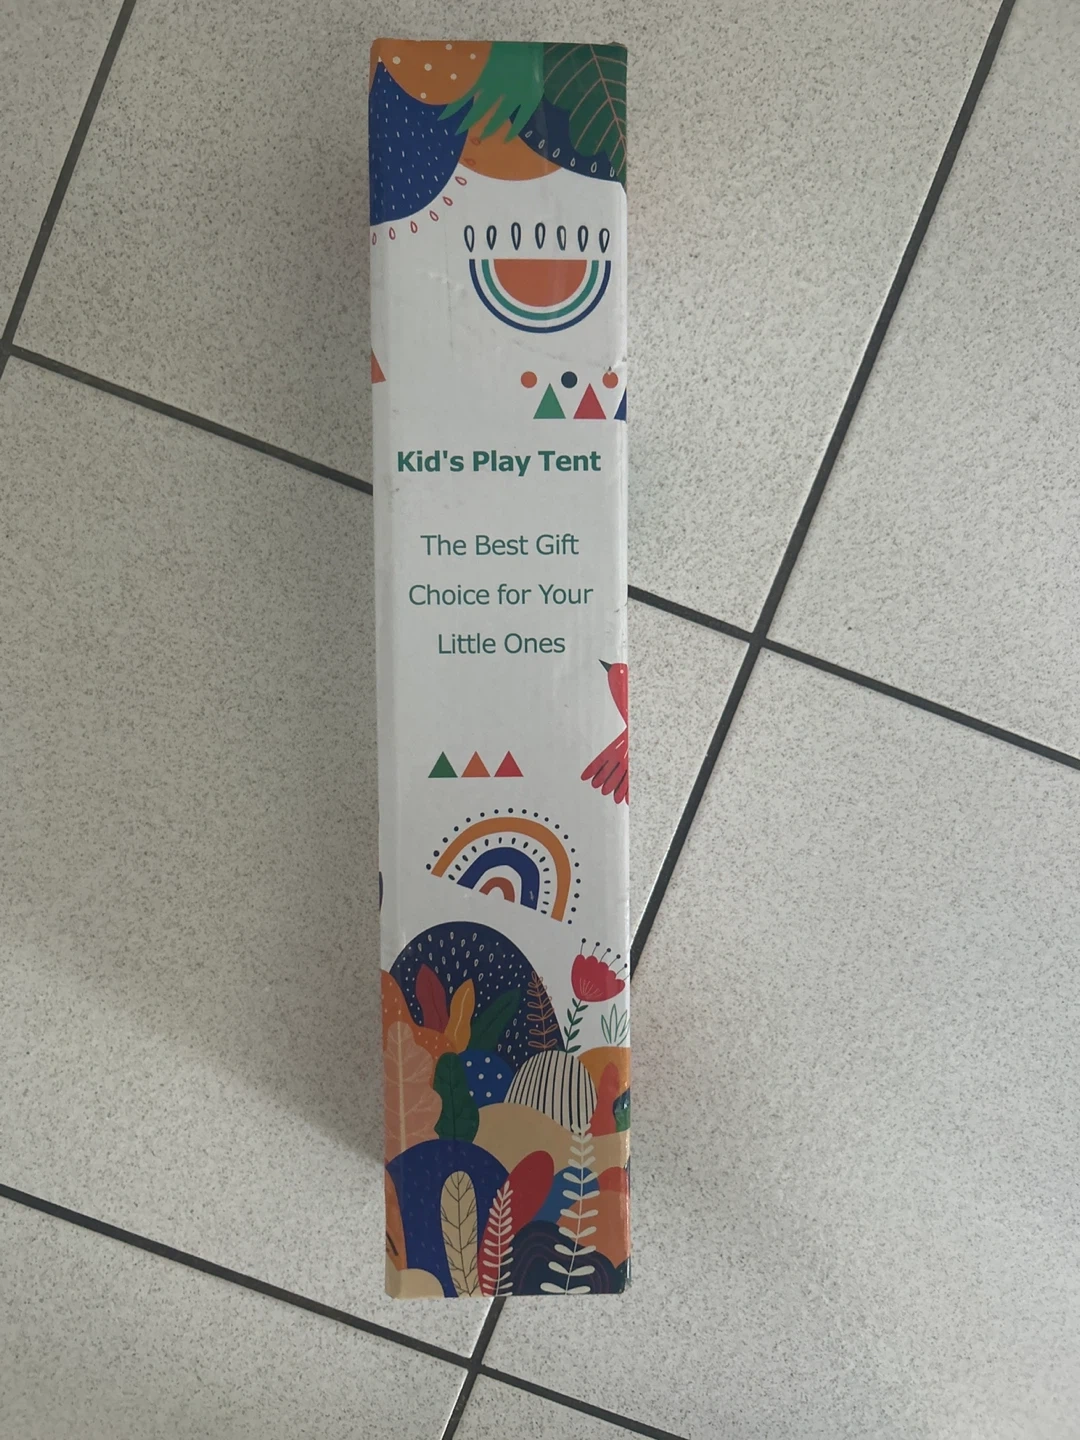 Kid's Play Tent
The Best Gift
Choice for Your
Little Ones